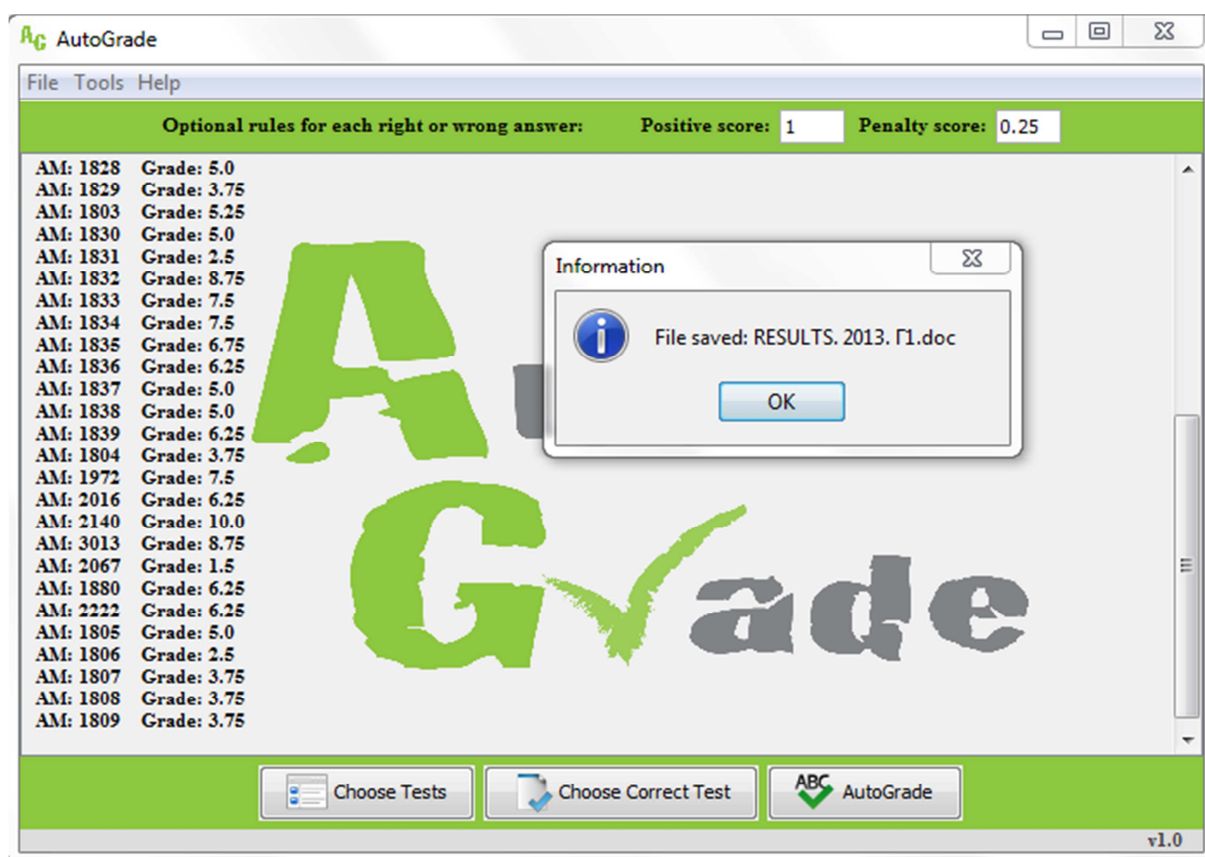 AG AutoGrade
File Tools Help
Optional rules for each right or wrong answer: Positive score: 1 Penalty score: 0.25
AM: 1828 Grade: 5.0
AM: 1829 Grade: 3.75
AM: 1803 Grade: 5.25
AM: 1830 Grade: 5.0
AM: 1831 Grade: 2.5
AM: 1832 Grade: 8.75
AM: 1833 Grade: 7.5
AM: 1834 Grade: 7.5
AM: 1835 Grade: 6.75
AM: 1836 Grade: 6.25
AM: 1837 Grade: 5.0
AM: 1838 Grade: 5.0
AM: 1839 Grade: 6.25
AM: 1804 Grade: 3.75
AM: 1972 Grade: 7.5
AM: 2016 Grade: 6.25
AM: 2140 Grade: 10.0
AM: 3013 Grade: 8.75
AM: 2067 Grade: 1.5
AM: 1880 Grade: 6.25
AM: 2222 Grade: 6.25
AM: 1805 Grade: 5.0
AM: 1806 Grade: 2.5
AM: 1807 Grade: 3.75
AM: 1808 Grade: 3.75
AM: 1809 Grade: 3.75
Information
File saved: RESULTS. 2013. Γ1.doc
OK
A
G ade
Choose Tests Choose Correct Test ABC AutoGrade
v1.0